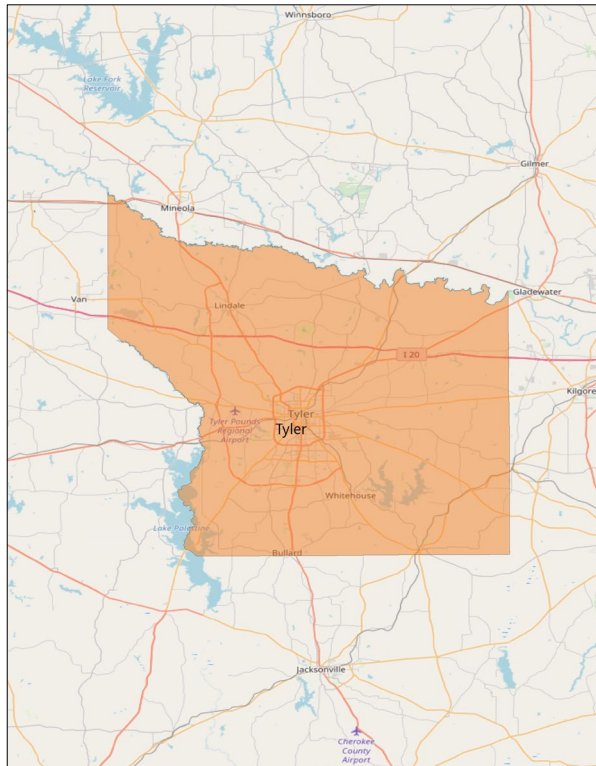 Winnsboro
Lake Fork
Reservoir
Gilmer
Mineola
Van
Lindale
Gladewater
I 20
Kilgore
Tyler Pounds
Regional
Airport
Tyler
Tyler
Whitehouse
Lake Palestine
Bullard
Jacksonville
Cherokee
County
Airport